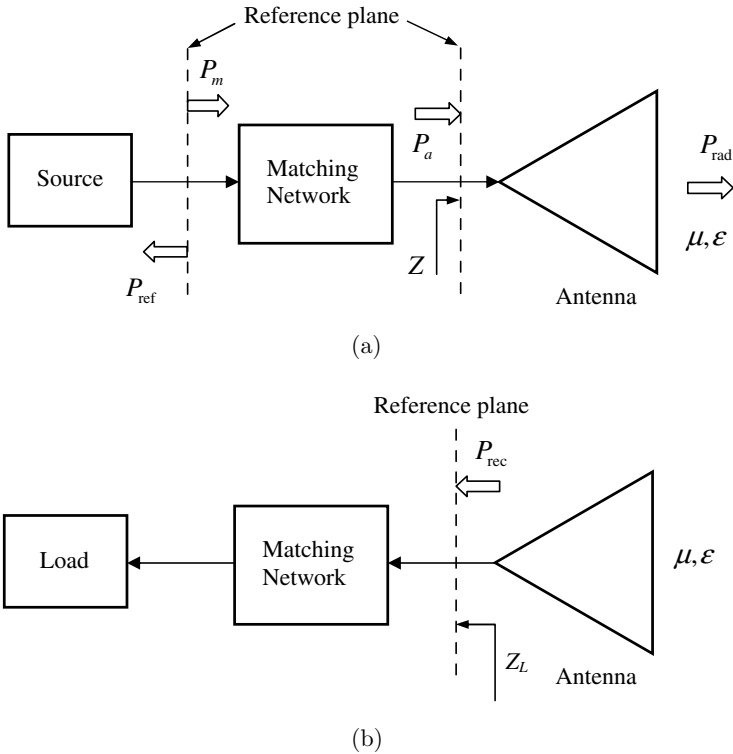 Reference plane
P_m
P_a
P_rad
Source
Matching
Network
μ, ε
Z
P_ref
Antenna
(a)
Reference plane
P_rec
Load
Matching
Network
μ, ε
Z_L
Antenna
(b)